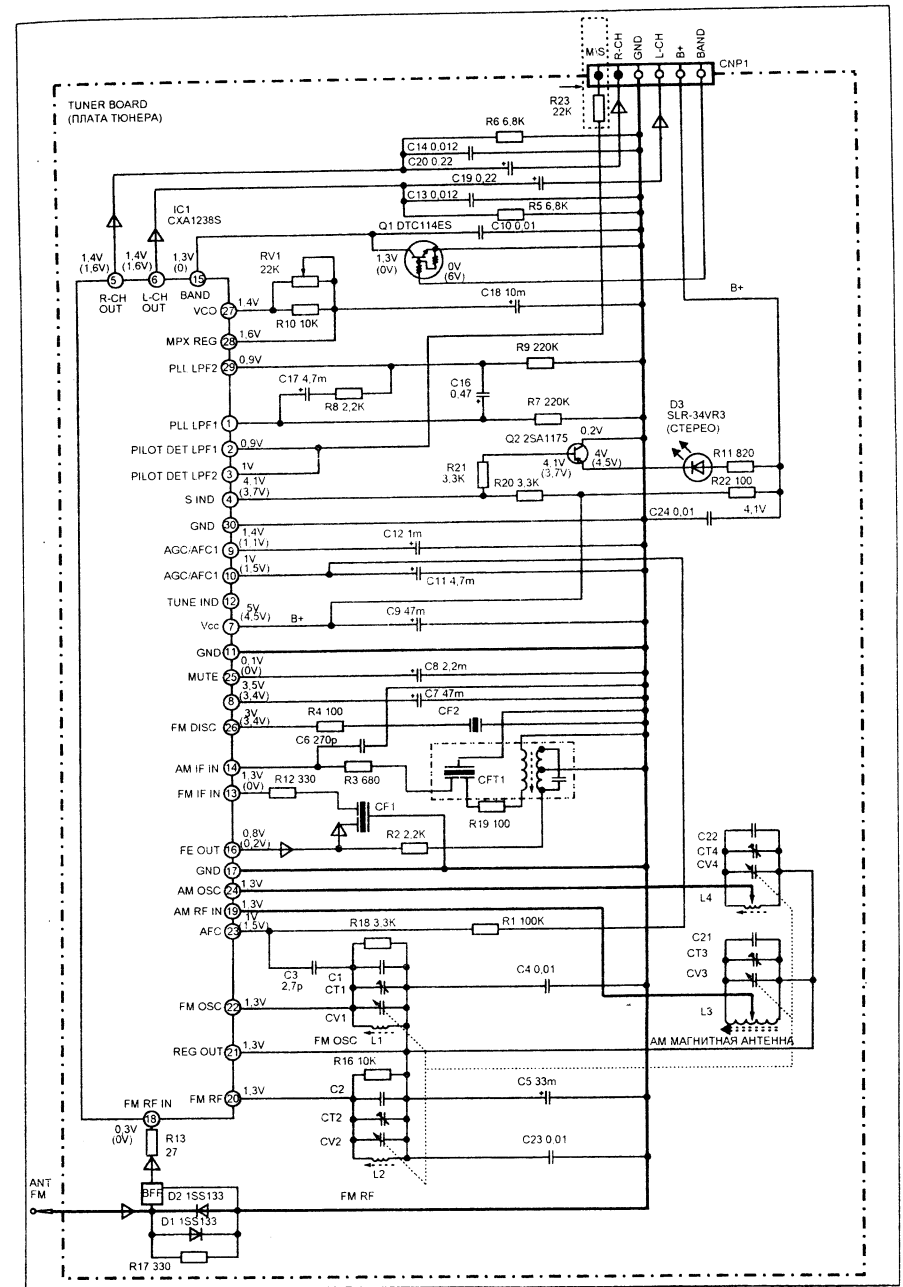 M\S
R-CH
GND
L-CH
B+
BAND
CNP1
TUNER BOARD
(ПЛАТА ТЮНЕРА)
R23
22K
R6 6,8K
C14 0,012
C20 0,22
C19 0,22
C13 0,012
R5 6,8K
IC1
CXA1238S
Q1 DTC114ES
C10 0,01
1,3V
(0V)
0V
(6V)
1,4V
(1,6V)
1,4V
(1,6V)
1,3V
(0)
5
6
15
R-CH
OUT
L-CH
OUT
BAND
RV1
22K
R10 10K
C18 10m
B+
VCO 27 1,4V
MPX REG 28 1,6V
PLL LPF2 29 0,9V
R9 220K
C17 4,7m
R8 2,2K
C16
0,47
R7 220K
PLL LPF1 1
PILOT DET LPF1 2 0,9V
PILOT DET LPF2 3 1V
S IND 4 4,1V
(3,7V)
D3
SLR-34VR3
(СТЕРЕО)
Q2 2SA1175
0,2V
4,1V
(3,7V)
4V
(4,5V)
R11 820
R22 100
R21
3,3K
R20 3,3K
C24 0,01
4,1V
GND 30
AGC/AFC1 9 1,4V
(1,1V)
C12 1m
AGC/AFC1 10 1V
(1,5V)
C11 4,7m
TUNE IND 12
Vcc 7 5V
(4,5V)
B+
C9 47m
GND 11
MUTE 25 0,1V
(0V)
C8 2,2m
8 3,5V
(3,4V)
C7 47m
FM DISC 26 3V
(3,4V)
R4 100
CF2
C6 270p
AM IF IN 14
R3 680
CFT1
FM IF IN 13 1,3V
(0V)
R12 330
CF1
R19 100
FE OUT 16 0,8V
(0,2V)
R2 2,2K
GND 17
AM OSC 24 1,3V
AM RF IN 19 1,3V
AFC 23 1V
(1,5V)
R18 3,3K
R1 100K
C22
CT4
CV4
L4
C21
CT3
CV3
L3
АМ МАГНИТНАЯ АНТЕННА
C3
2,7p
C1
CT1
CV1
L1
C4 0,01
FM OSC 22 1,3V
FM OSC
REG OUT 21 1,3V
R16 10K
FM RF 20 1,3V
C2
CT2
CV2
L2
C5 33m
C23 0,01
FM RF IN
18
0,3V
(0V)
R13
27
ANT
FM
BFF
D2 1SS133
D1 1SS133
R17 330
FM RF